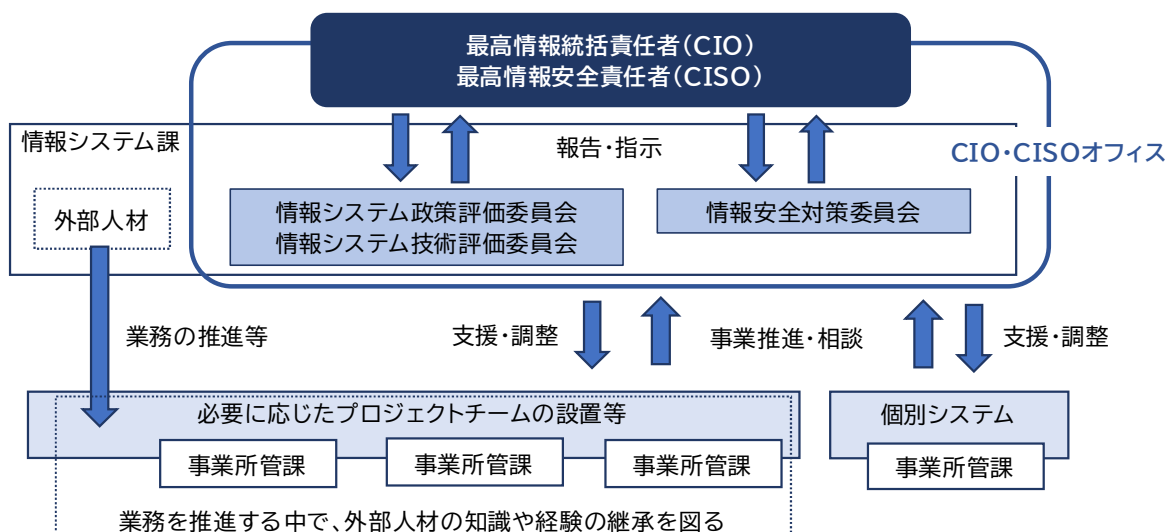 最高情報統括責任者(CIO)
最高情報安全責任者(CISO)
情報システム課
報告・指示
CIO・CISOオフィス
外部人材
情報システム政策評価委員会
情報システム技術評価委員会
情報安全対策委員会
業務の推進等
支援・調整
事業推進・相談
支援・調整
必要に応じたプロジェクトチームの設置等
個別システム
事業所管課
事業所管課
事業所管課
事業所管課
業務を推進する中で、外部人材の知識や経験の継承を図る